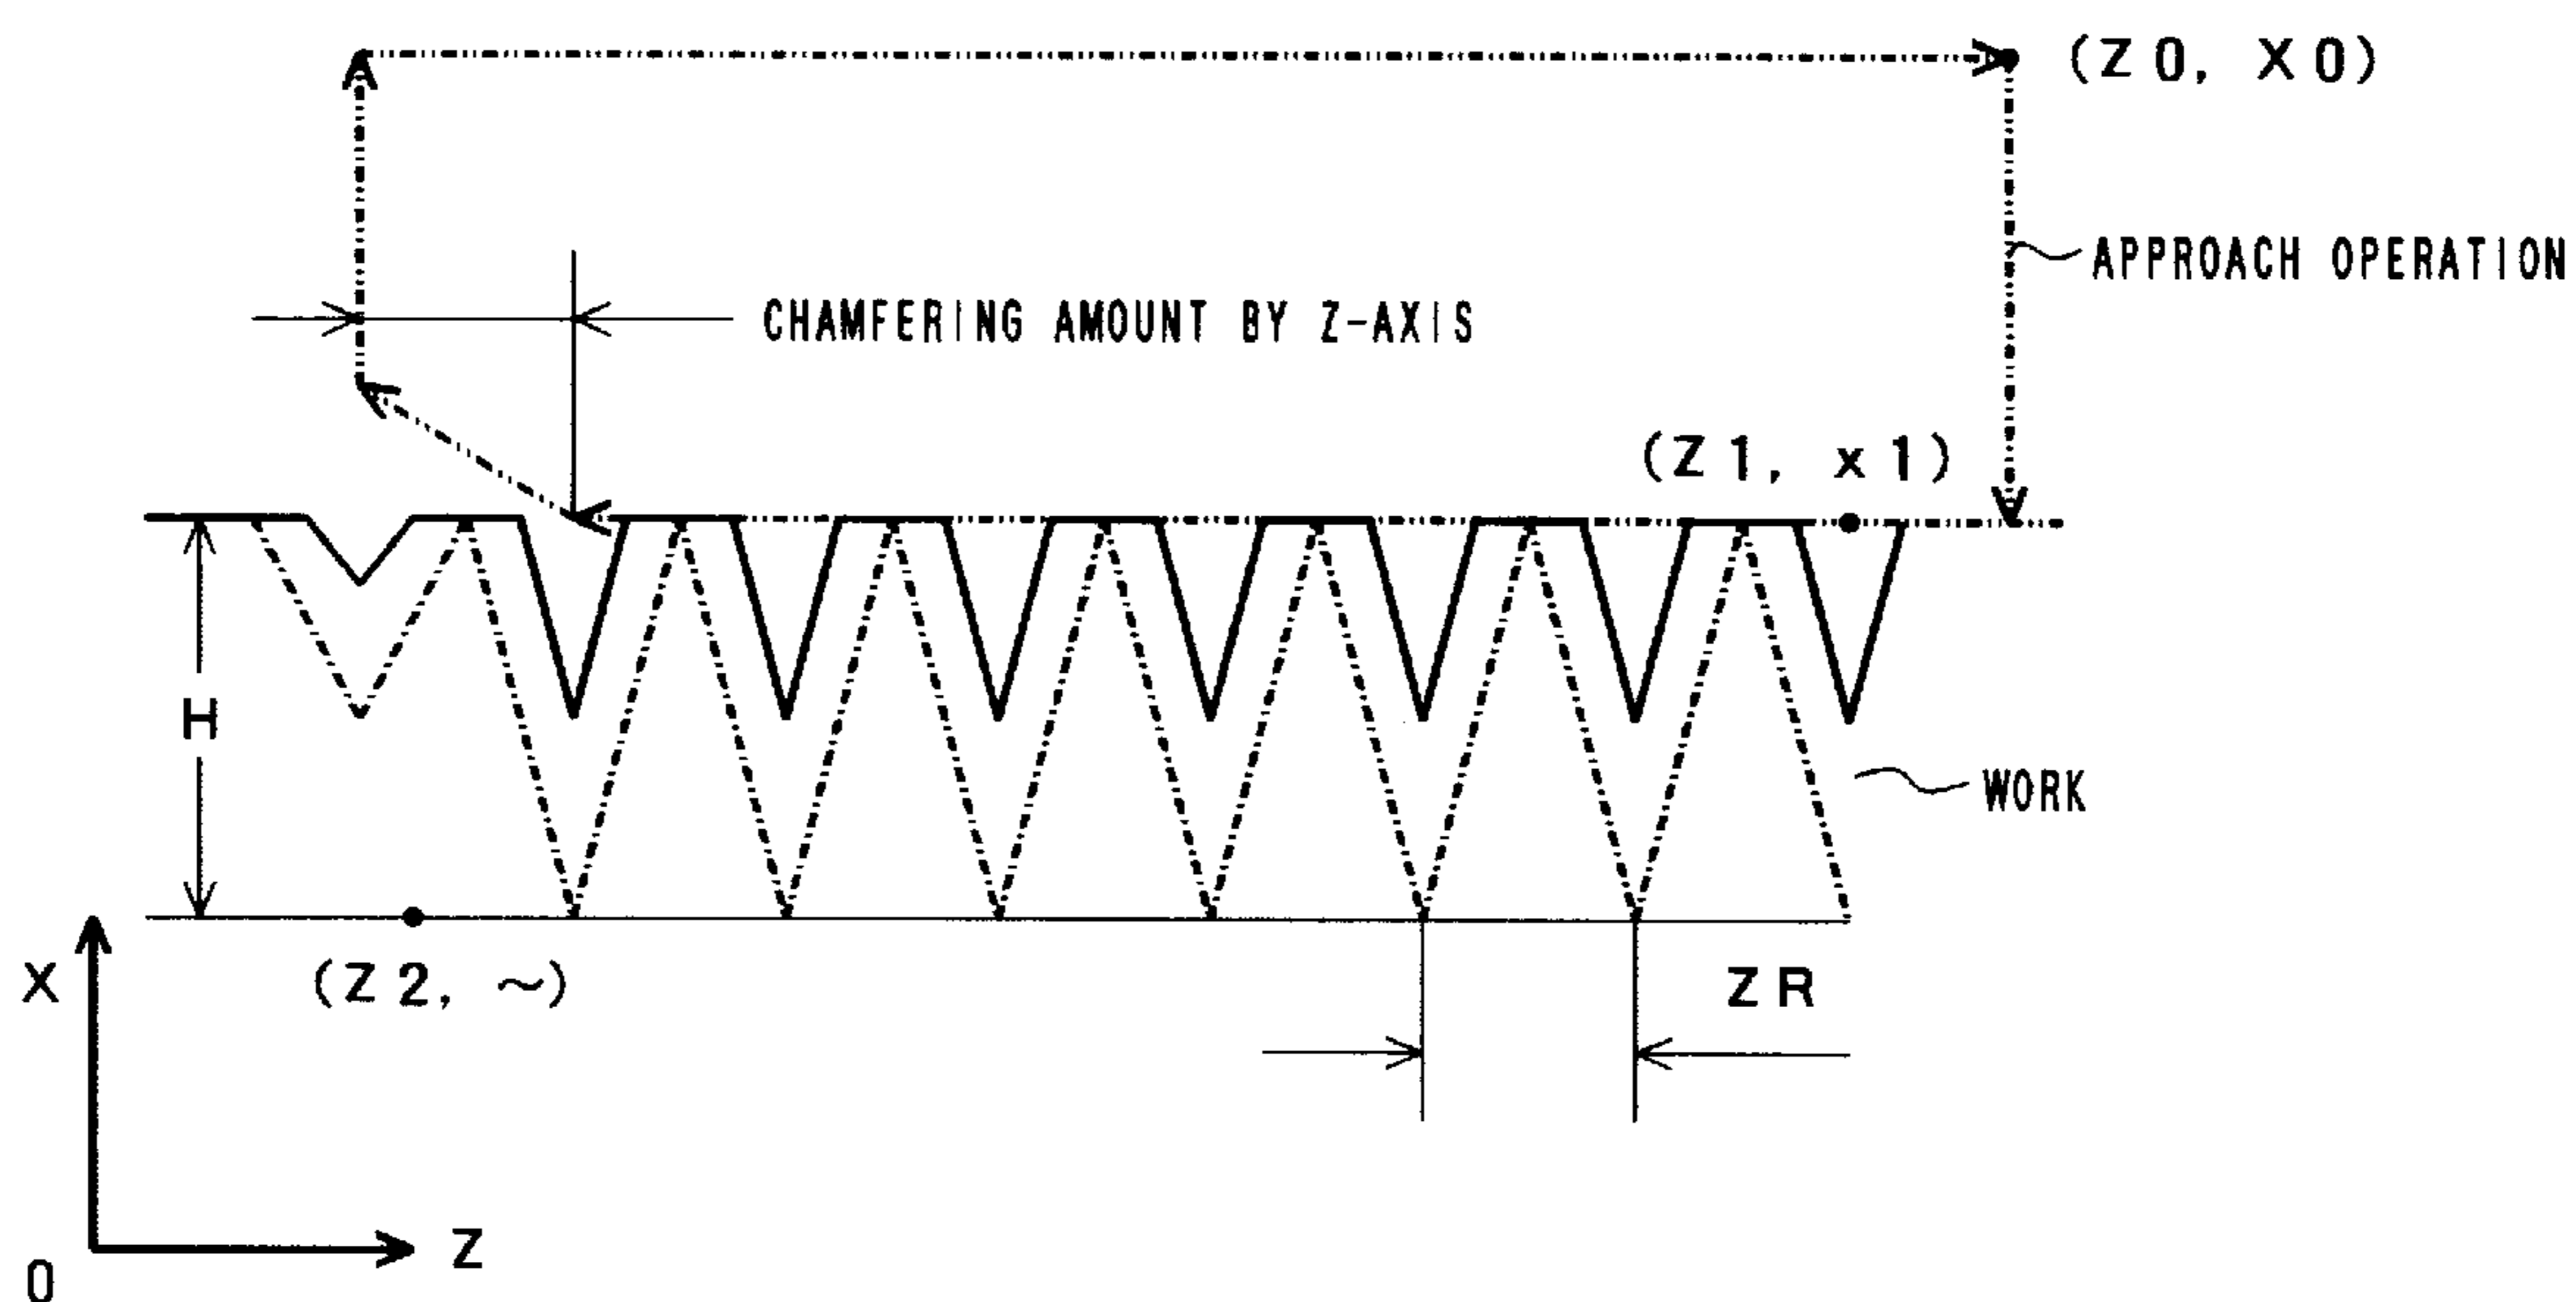 (Z0, X0)
APPROACH OPERATION
CHAMFERING AMOUNT BY Z-AXIS
(Z1, x1)
H
WORK
X
(Z2, ~)
ZR
Z
0